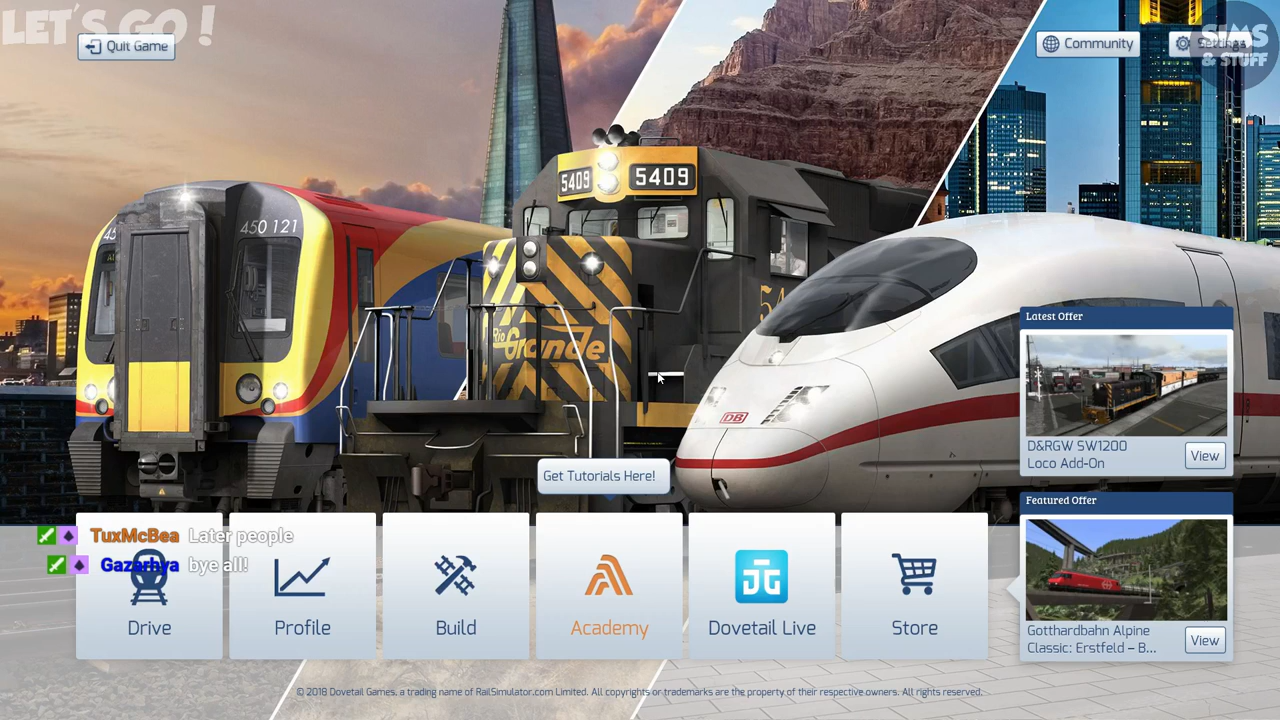 LET'S GO!
Quit Game
Community
Settings
SIMS
& STUFF
450 121
5409
5409
Rio
Grande
DB
Latest Offer
D&RGW SW1200
Loco Add-On
View
Get Tutorials Here!
Featured Offer
Gotthardbahn Alpine
Classic: Erstfeld – B...
View
TuxMcBea Later people
Gazarhya bye all!
Drive
Profile
Build
Academy
Dovetail Live
Store
© 2018 Dovetail Games, a trading name of RailSimulator.com Limited. All copyrights or trademarks are the property of their respective owners. All rights reserved.